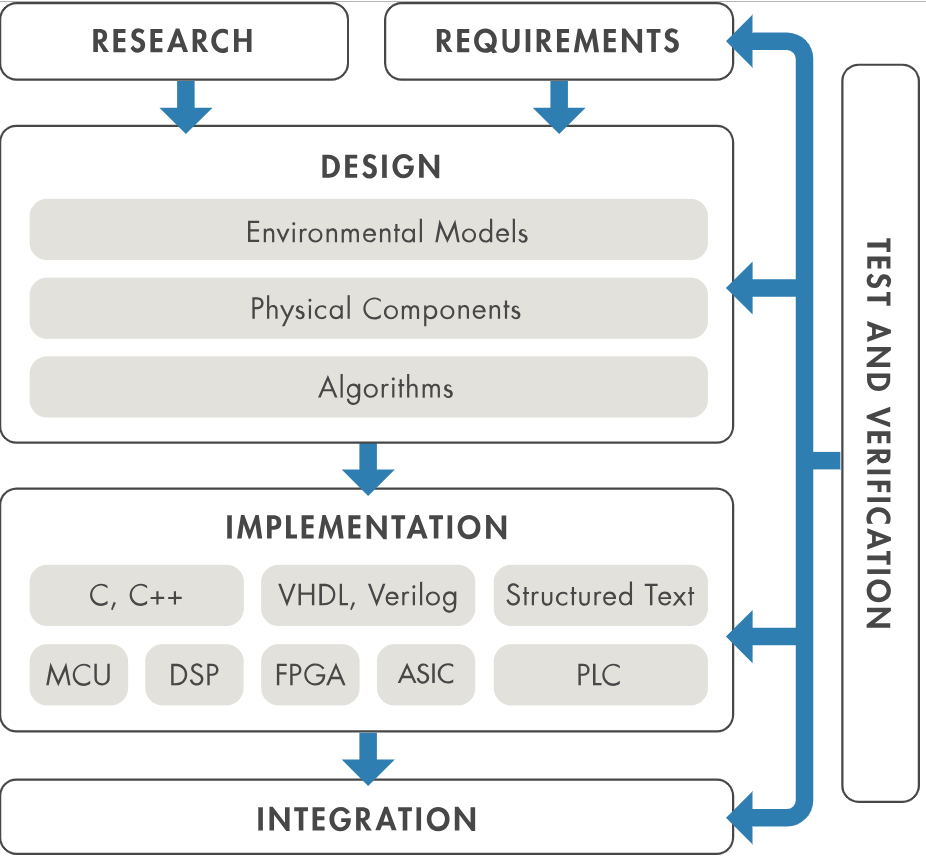 RESEARCH
REQUIREMENTS
DESIGN
Environmental Models
Physical Components
Algorithms
IMPLEMENTATION
C, C++
VHDL, Verilog
Structured Text
MCU
DSP
FPGA
ASIC
PLC
INTEGRATION
TEST AND VERIFICATION